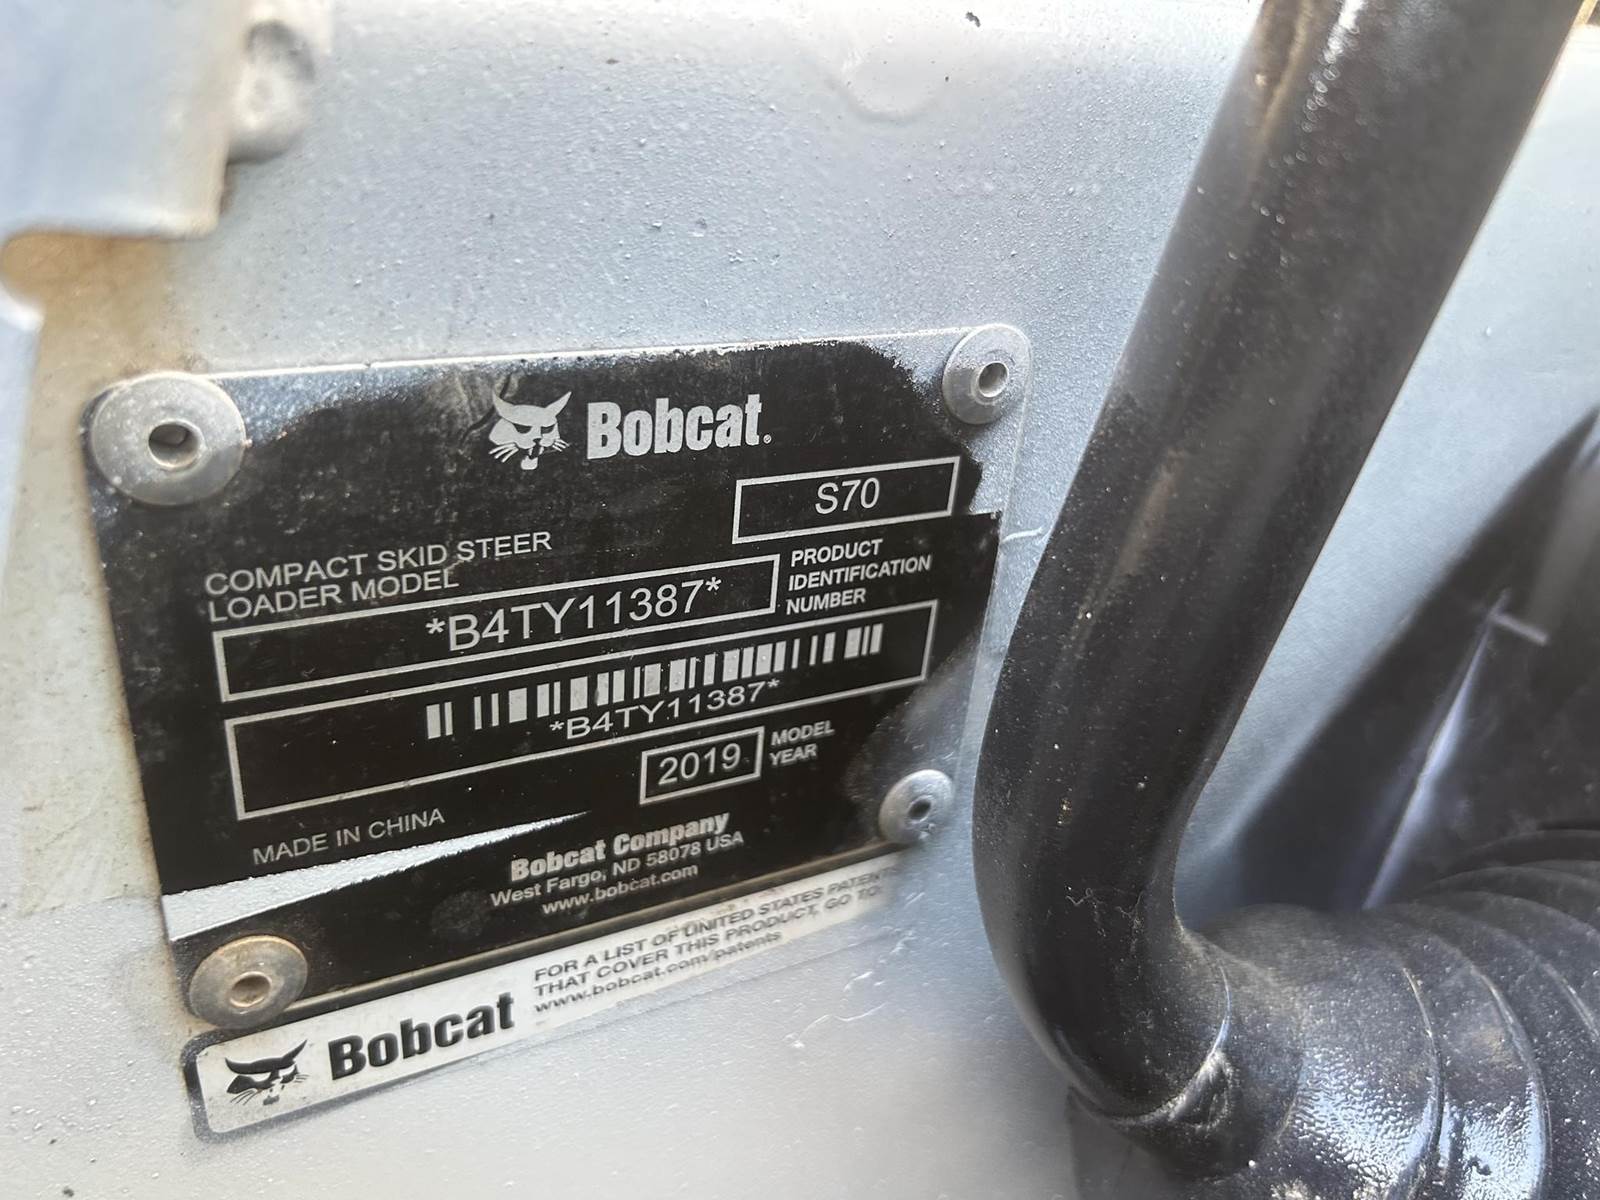 Bobcat®
COMPACT SKID STEER
LOADER MODEL
S70
*B4TY11387*
PRODUCT
IDENTIFICATION
NUMBER
*B4TY11387*
2019
MODEL
YEAR
MADE IN CHINA
Bobcat Company
West Fargo, ND 58078 USA
www.bobcat.com
Bobcat
FOR A LIST OF UNITED STATES PATENTS
THAT COVER THIS PRODUCT, GO TO:
www.bobcat.com/patents